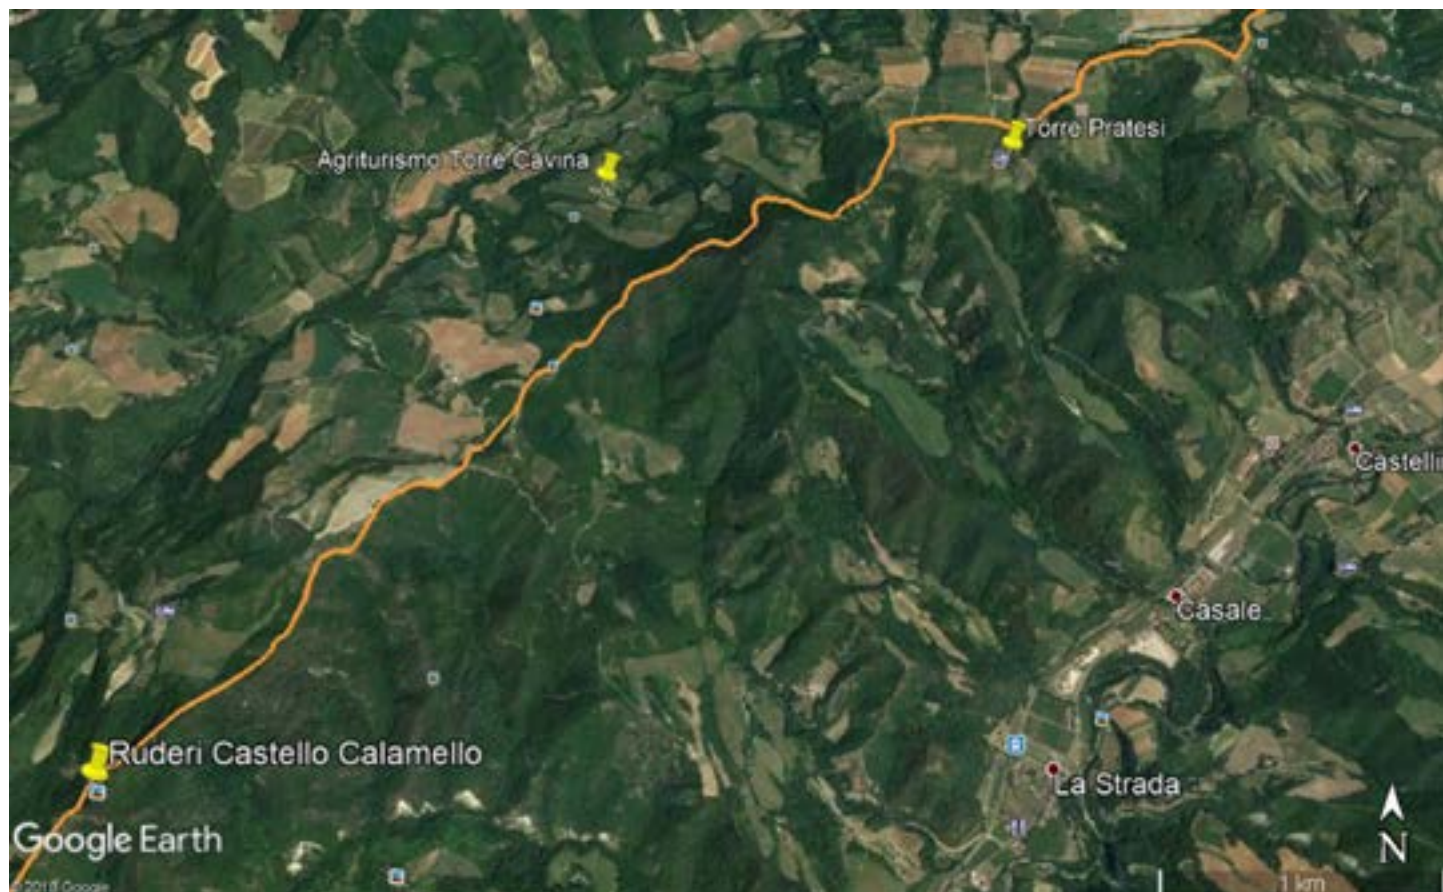 Torre Pratesi
Agriturismo Torre Cavina
Castelli
Casale
Ruderi Castello Calamello
La Strada
Google Earth
N
1 km